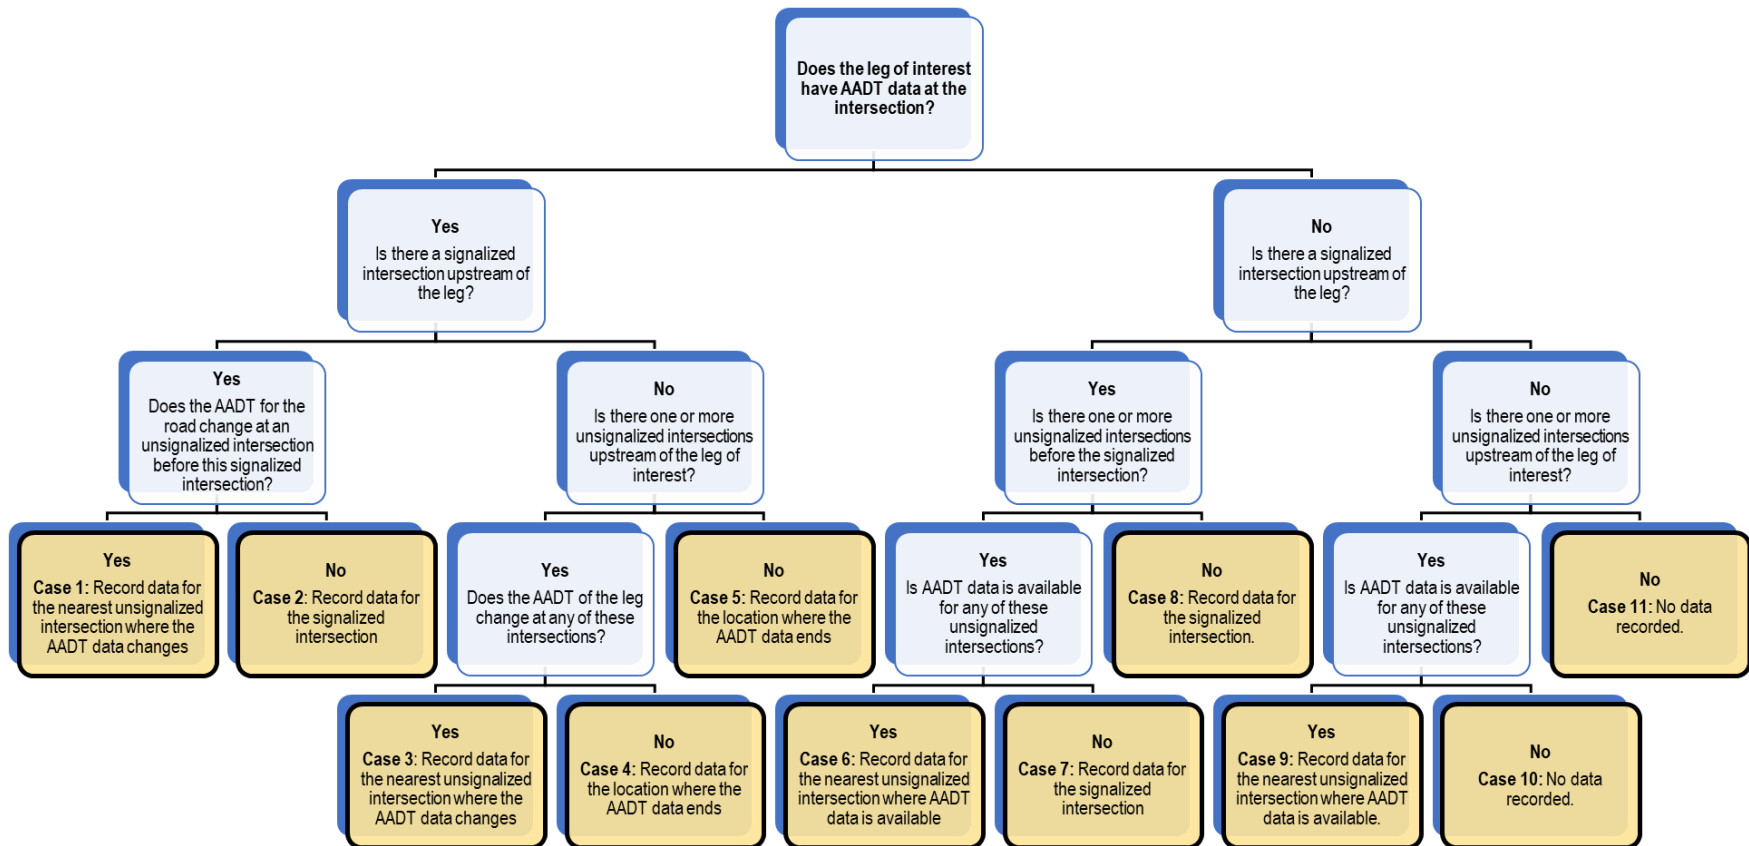 Does the leg of interest
have AADT data at the
intersection?
Yes
Is there a signalized
intersection upstream of
the leg?
No
Is there a signalized
intersection upstream of
the leg?
Yes
Does the AADT for the
road change at an
unsignalized intersection
before this signalized
intersection?
No
Is there one or more
unsignalized intersections
upstream of the leg of
interest?
Yes
Is there one or more
unsignalized intersections
before the signalized
intersection?
No
Is there one or more
unsignalized intersections
upstream of the leg of
interest?
Yes
Case 1: Record data for
the nearest unsignalized
intersection where the
AADT data changes
No
Case 2: Record data for
the signalized
intersection
Yes
Does the AADT of the leg
change at any of these
intersections?
No
Case 5: Record data for
the location where the
AADT data ends
Yes
Is AADT data is available
for any of these
unsignalized
intersections?
No
Case 8: Record data for
the signalized
intersection.
Yes
Is AADT data is available
for any of these
unsignalized
intersections?
No
Case 11: No data
recorded.
Yes
Case 3: Record data for
the nearest unsignalized
intersection where the
AADT data changes
No
Case 4: Record data for
the location where the
AADT data ends
Yes
Case 6: Record data for
the nearest unsignalized
intersection where AADT
data is available
No
Case 7: Record data for
the signalized
intersection
Yes
Case 9: Record data for
the nearest unsignalized
intersection where AADT
data is available.
No
Case 10: No data
recorded.